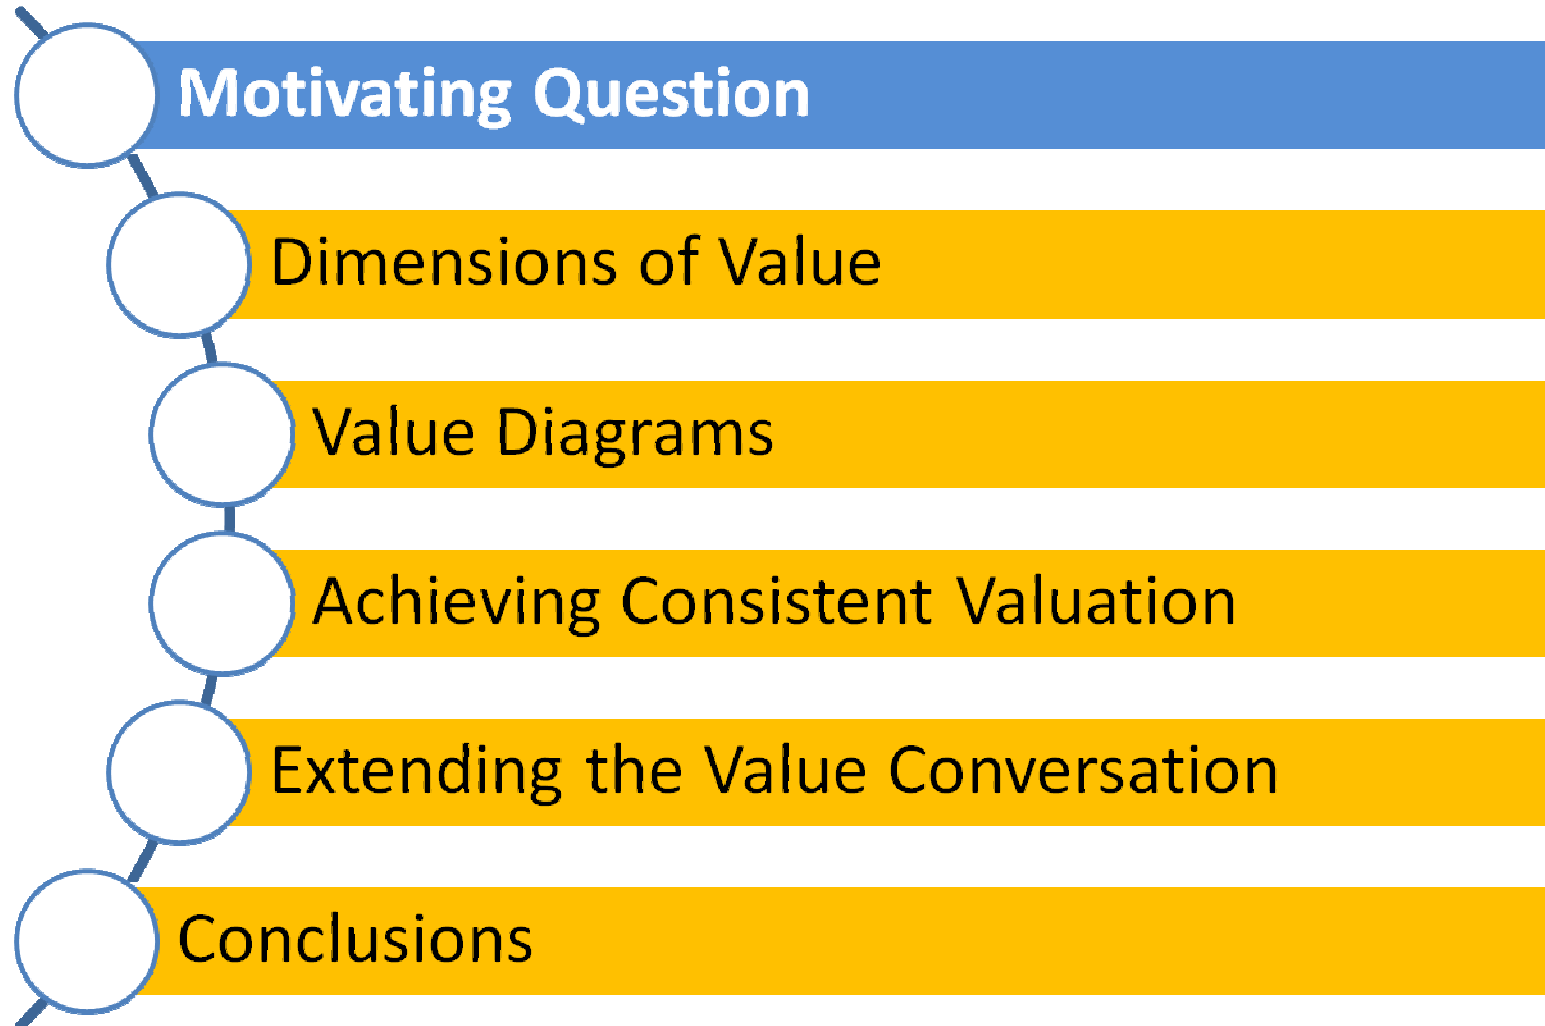 Motivating Question
Dimensions of Value
Value Diagrams
Achieving Consistent Valuation
Extending the Value Conversation
Conclusions